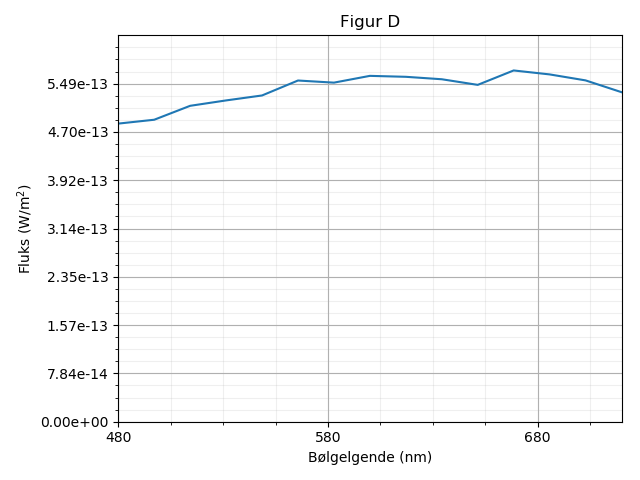 Figur D
5.49e-13
4.70e-13
3.92e-13
3.14e-13
2.35e-13
1.57e-13
7.84e-14
0.00e+00
Fluks (W/m²)
480 580 680
Bølgelgende (nm)